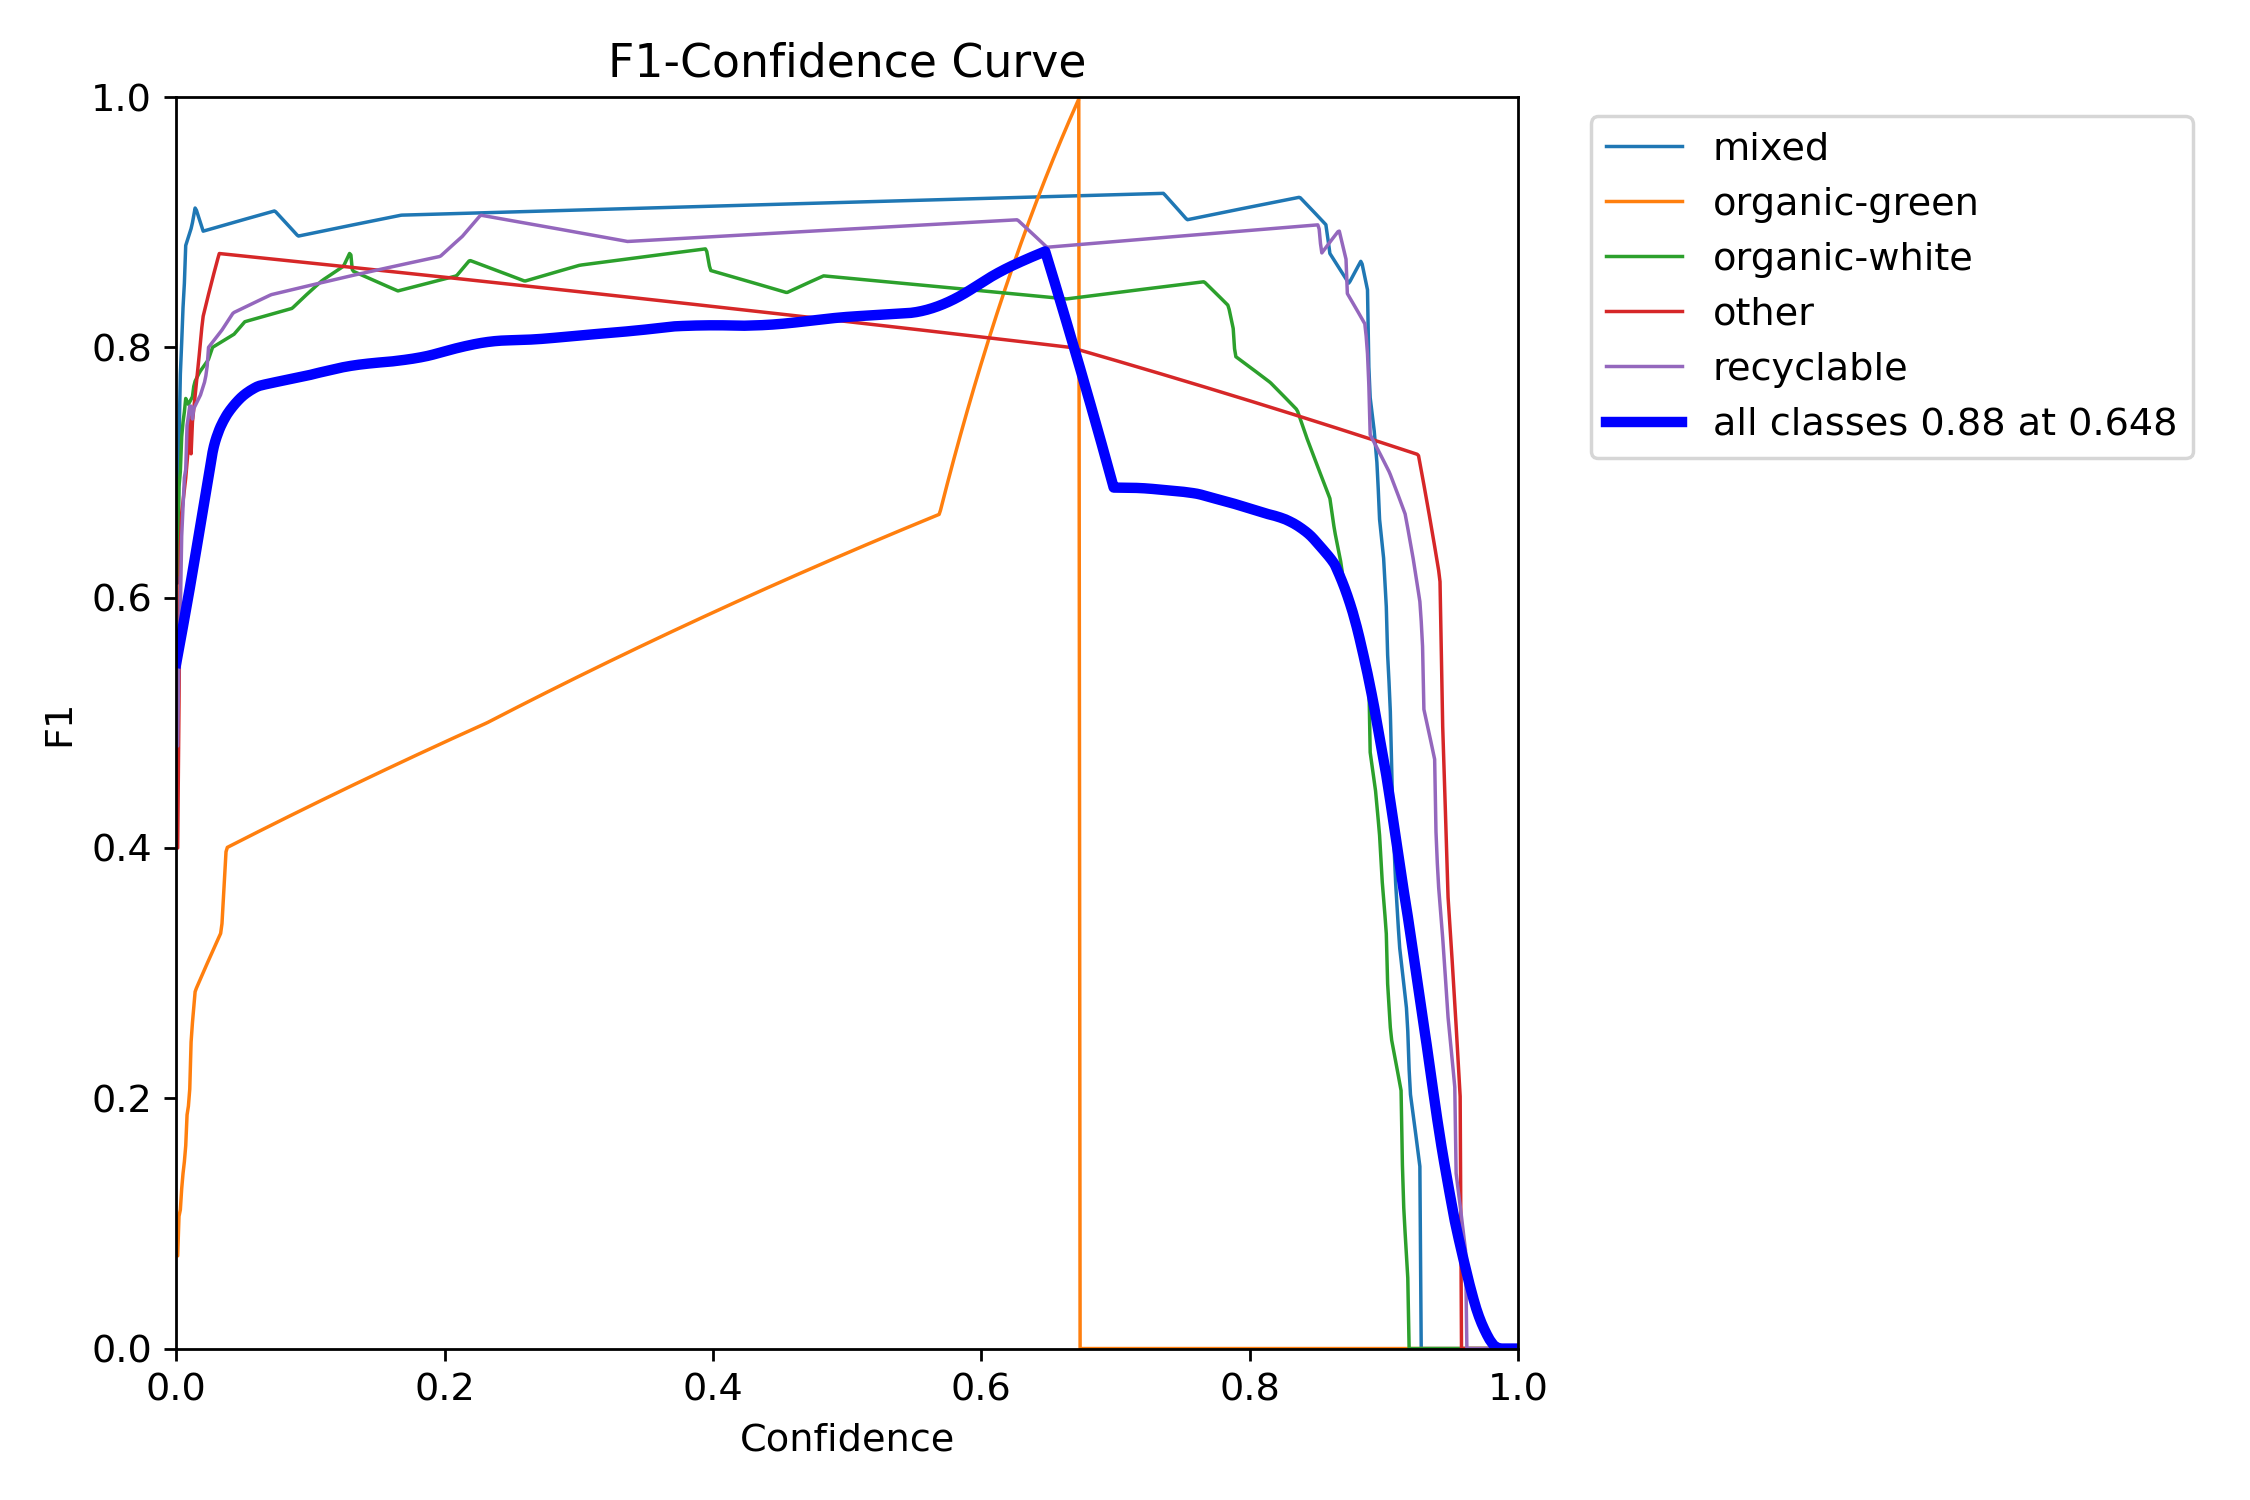 F1-Confidence Curve
1.0
0.8
0.6
0.4
0.2
0.0
F1
0.0 0.2 0.4 0.6 0.8 1.0
Confidence
mixed
organic-green
organic-white
other
recyclable
all classes 0.88 at 0.648